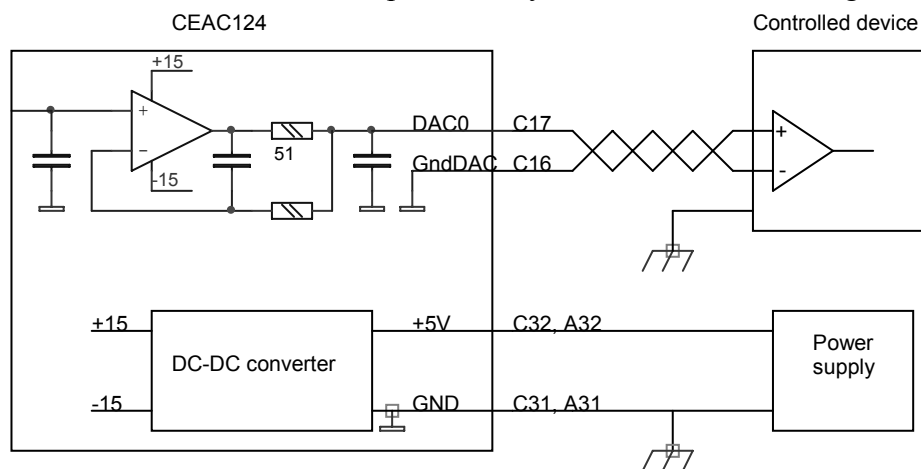 CEAC124
Controlled device
+15
+
-
-15
51
DAC0
C17
GndDAC
C16
+
-
+15
-15
DC-DC converter
+5V
C32, A32
GND
C31, A31
Power
supply